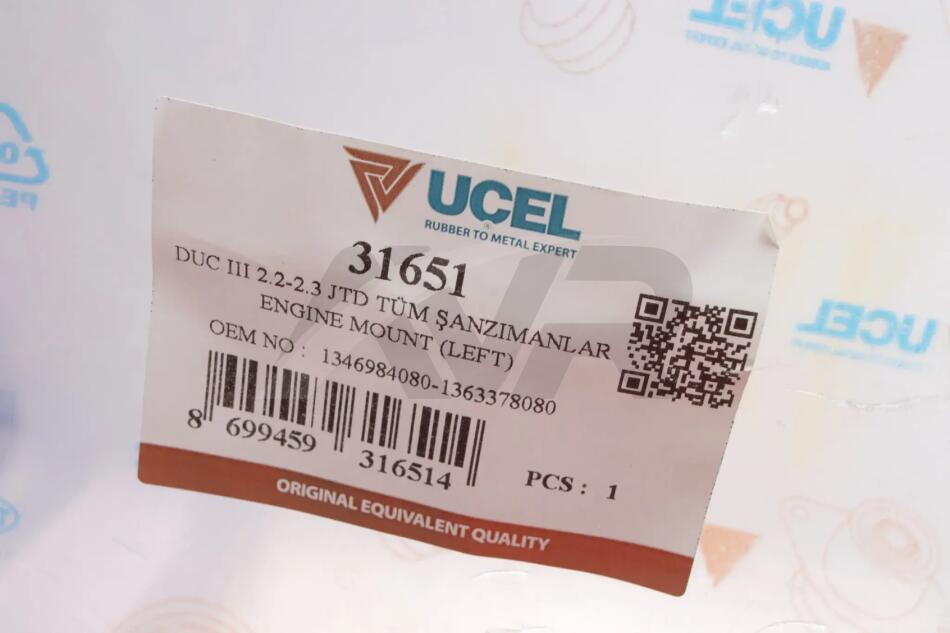 UCEL
UÇEL
RUBBER TO METAL EXPERT
31651
DUC III 2.2-2.3 JTD TÜM ŞANZIMANLAR
ENGINE MOUNT (LEFT)
OEM NO : 1346984080-1363378080
8 699459 316514
PCS : 1
ORIGINAL EQUIVALENT QUALITY
UCEL